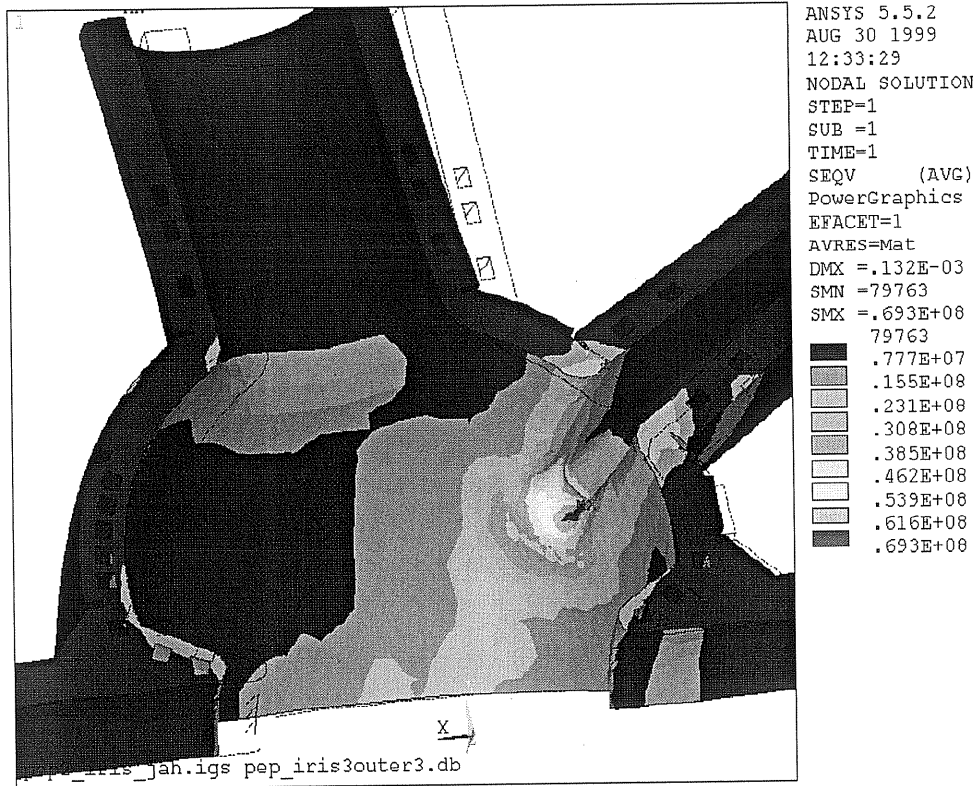 1
ANSYS 5.5.2
AUG 30 1999
12:33:29
NODAL SOLUTION
STEP=1
SUB =1
TIME=1
SEQV (AVG)
PowerGraphics
EFACET=1
AVRES=Mat
DMX =.132E-03
SMN =79763
SMX =.693E+08
79763
.777E+07
.155E+08
.231E+08
.308E+08
.385E+08
.462E+08
.539E+08
.616E+08
.693E+08
X
pep_iris3outer3.db